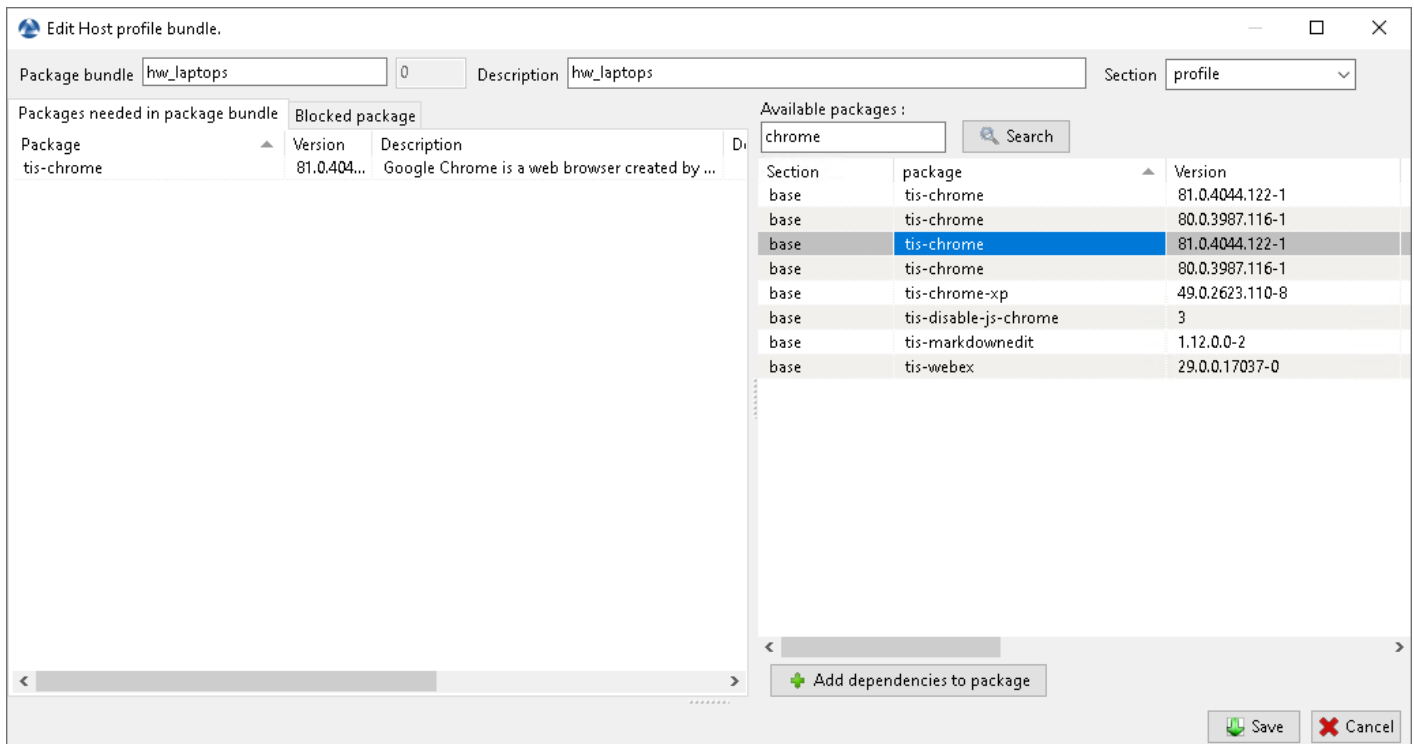 Edit Host profile bundle.
Package bundle hw_laptops 0 Description hw_laptops Section profile
Packages needed in package bundle Blocked package
Package Version Description
tis-chrome 81.0.404... Google Chrome is a web browser created by ...
Available packages :
chrome Search
Section package Version
base tis-chrome 81.0.4044.122-1
base tis-chrome 80.0.3987.116-1
base tis-chrome 81.0.4044.122-1
base tis-chrome 80.0.3987.116-1
base tis-chrome-xp 49.0.2623.110-8
base tis-disable-js-chrome 3
base tis-markdownedit 1.12.0.0-2
base tis-webex 29.0.0.17037-0
Add dependencies to package
Save Cancel